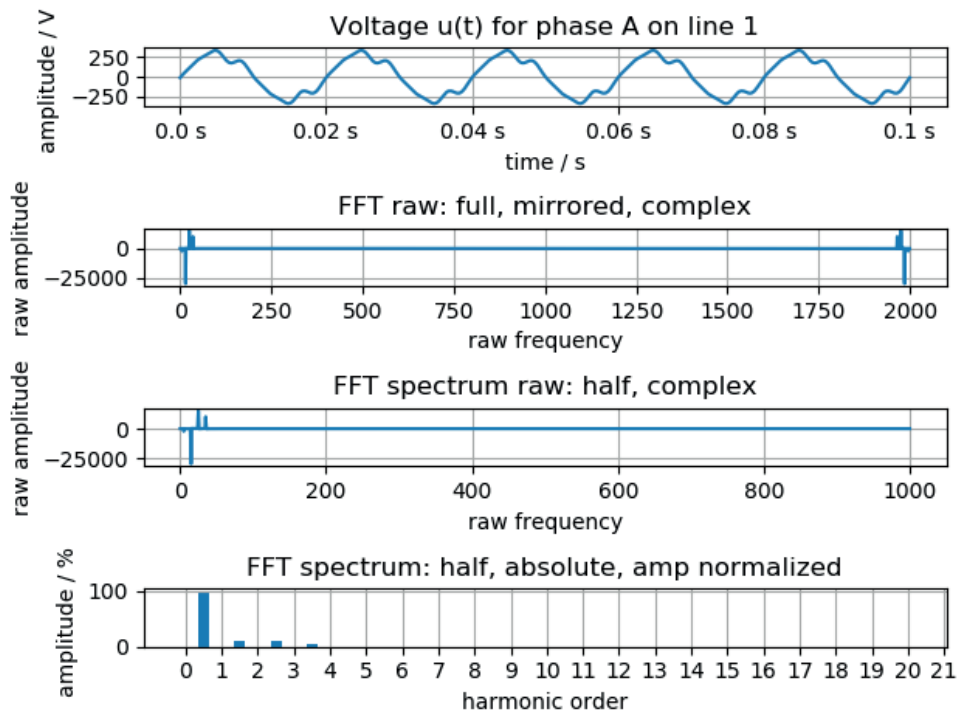 Voltage u(t) for phase A on line 1
amplitude / V
250
0
−250
0.0 s 0.02 s 0.04 s 0.06 s 0.08 s 0.1 s
time / s
FFT raw: full, mirrored, complex
raw amplitude
0
−25000
0 250 500 750 1000 1250 1500 1750 2000
raw frequency
FFT spectrum raw: half, complex
raw amplitude
0
−25000
0 200 400 600 800 1000
raw frequency
FFT spectrum: half, absolute, amp normalized
amplitude / %
100
0
0 1 2 3 4 5 6 7 8 9 10 11 12 13 14 15 16 17 18 19 20 21
harmonic order